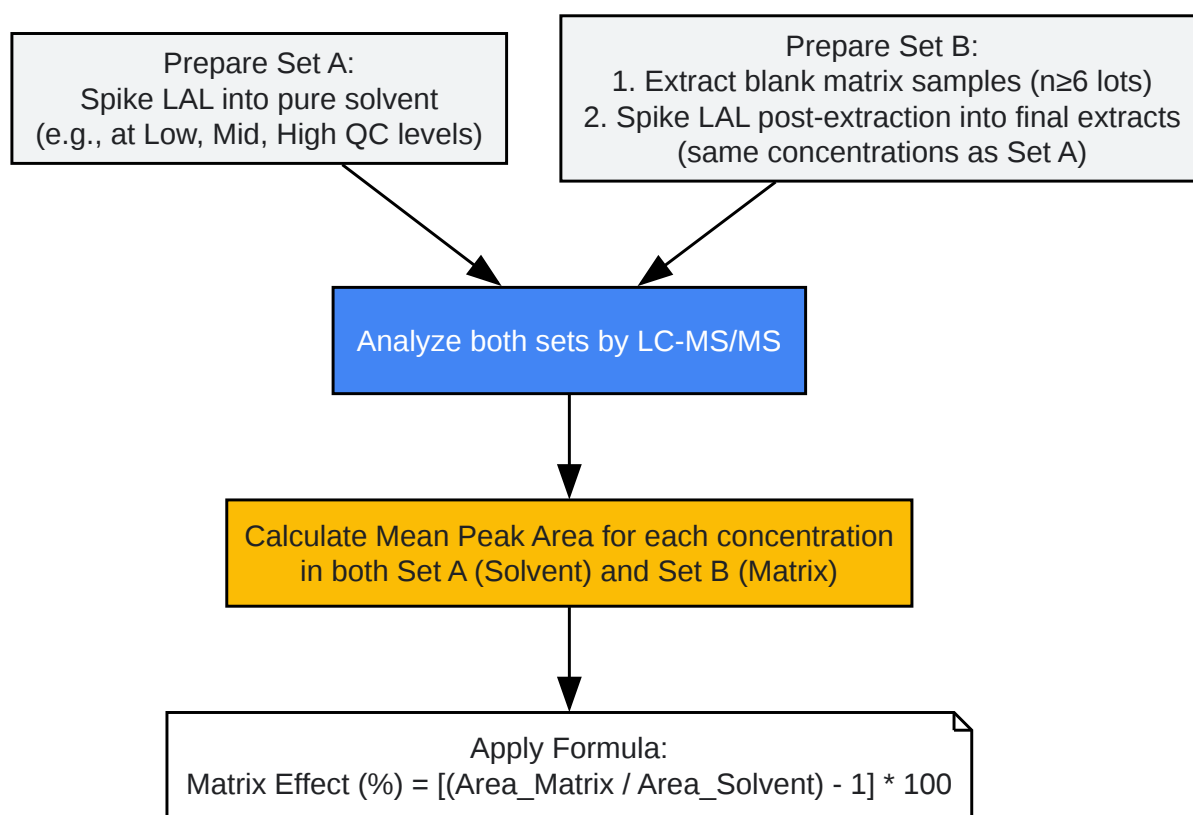 Prepare Set A:
Spike LAL into pure solvent
(e.g., at Low, Mid, High QC levels)
Prepare Set B:
1. Extract blank matrix samples (n≥6 lots)
2. Spike LAL post-extraction into final extracts
(same concentrations as Set A)
Analyze both sets by LC-MS/MS
Calculate Mean Peak Area for each concentration
in both Set A (Solvent) and Set B (Matrix)
Apply Formula:
Matrix Effect (%) = [(Area_Matrix / Area_Solvent) - 1] * 100